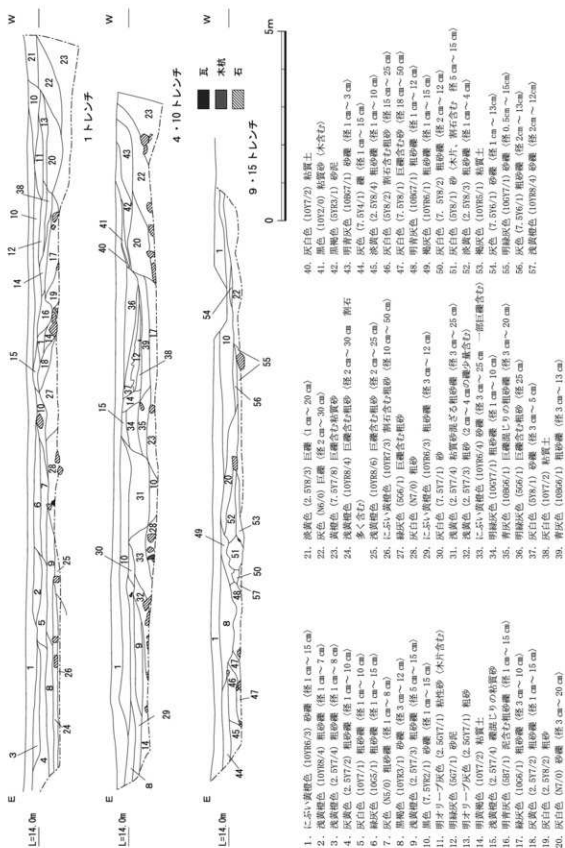 E
W
L=14.0m
1トレンチ
E
W
L=14.0m
4・10トレンチ
E
W
L=14.0m
9・15トレンチ
瓦
木杭
石
0
5m
1. にぶい黄橙色 (10YR6/3) 砂礫 (径1㎝～15㎝)
2. 浅黄橙色 (10YR8/4) 粗砂礫 (径1㎝～7㎝)
3. 浅黄色 (2.5Y7/4) 粗砂礫 (径1㎝～8㎝)
4. 灰黄色 (2.5Y7/2) 粗砂礫 (径1㎝～10㎝)
5. 灰白色 (10Y7/1) 粗砂礫 (径1㎝～10㎝)
6. 緑灰色 (10G5/1) 粗砂礫 (径1㎝～15㎝)
7. 灰色 (N5/0) 粗砂礫 (径1㎝～8㎝)
8. 黒褐色 (10YR3/1) 砂礫 (径3㎝～12㎝)
9. 浅黄色 (2.5Y7/3) 粗砂礫 (径5㎝～15㎝)
10. 黒色 (7.5YR2/1) 砂礫 (径1㎝～15㎝)
11. 明オリーブ灰色 (2.5GY7/1) 粘性砂 (木片含む)
12. 明緑灰色 (5G7/1) 砂泥
13. 明オリーブ灰色 (2.5GY7/1) 粗砂
14. 明黄褐色 (10Y7/2) 粘質土
15. 浅黄色 (2.5Y7/4) 礫混じりの粘質砂
16. 明青灰色 (5B7/1) 泥含む粗砂礫 (径1㎝～15㎝)
17. 緑灰色 (10G6/1) 粗砂礫 (径3㎝～10㎝)
18. 灰黄色 (2.5Y7/2) 粗砂礫 (径1㎝～15㎝)
19. 灰白色 (2.5Y8/2) 粗砂
20. 灰白色 (N7/0) 砂礫 (径3㎝～20㎝)
21. 淡黄色 (2.5Y8/3) 巨礫 (1㎝～20㎝)
22. 灰色 (N6/0) 巨礫 (径2㎝～30㎝)
23. 黄橙色 (7.5Y7/8) 巨礫含む粘質砂
24. 浅黄橙色 (10YR8/4) 巨礫含む粗砂 (径2㎝～30㎝ 割石
多く含む)
25. 浅黄橙色 (10YR8/6) 巨礫含む粗砂 (径2㎝～25㎝)
26. にぶい黄橙色 (10YR7/3) 割石含む粗砂 (径10㎝～50㎝)
27. 緑灰色 (5G6/1) 巨礫含む粗砂
28. 灰白色 (N7/0) 粗砂
29. にぶい黄橙色 (10YR6/3) 粗砂礫 (径3㎝～12㎝)
30. 灰白色 (7.5Y7/1) 砂
31. 浅黄色 (2.5Y7/4) 粘質砂混ざる粗砂礫 (径3㎝～25㎝)
32. 浅黄色 (2.5Y7/3) 粗砂 (2㎝～4㎝の礫少量含む)
33. にぶい黄橙色 (10YR6/4) 砂礫 (径3㎝～25㎝ 一部巨礫含む)
34. 明緑灰色 (10GY7/1) 粗砂礫 (径1㎝～10㎝)
35. 青灰色 (10BG6/1) 巨礫混じりの粗砂礫 (径3㎝～20㎝)
36. 明緑灰色 (5G6/1) 巨礫含む粗砂 (径25㎝)
37. 灰白色 (5Y8/1) 砂礫 (径3㎝～5㎝)
38. 灰白色 (10Y7/2) 粘質土
39. 青灰色 (10BG6/1) 粗砂礫 (径3㎝～13㎝)
40. 灰白色 (10Y7/2) 粘質土
41. 黒色 (10Y2/0) 粘質砂 (木含む)
42. 黒褐色 (5YR3/1) 砂泥
43. 明青灰色 (10BG7/1) 砂礫 (径1㎝～3㎝)
44. 灰色 (7.5Y4/1) 礫 (径1㎝～15㎝)
45. 淡黄色 (2.5Y8/4) 粗砂礫 (径1㎝～10㎝)
46. 灰白色 (5Y8/2) 割石含む粗砂 (径15㎝～25㎝)
47. 灰白色 (7.5Y8/1) 巨礫含む砂 (径18㎝～50㎝)
48. 明青灰色 (10BG7/1) 粗砂礫 (径1㎝～12㎝)
49. 褐灰色 (10YR6/1) 粗砂礫 (径1㎝～15㎝)
50. 灰白色 (7.5Y8/2) 粗砂礫 (径2㎝～12㎝)
51. 灰白色 (5Y8/1) 砂 (木片、割石含む 径5㎝～15㎝)
52. 淡黄色 (2.5Y8/3) 粗砂礫 (径1㎝～4㎝)
53. 褐灰色 (10YR5/1) 粘質土
54. 灰色 (7.5Y6/1) 砂礫 (径1㎝～13㎝)
55. 明緑灰色 (10GY7/1) 砂礫 (径0.5㎝～15㎝)
56. 灰色 (7.5Y6/1) 粗砂礫 (径2㎝～13㎝)
57. 浅黄橙色 (10YR8/4) 砂礫 (径2㎝～12㎝)